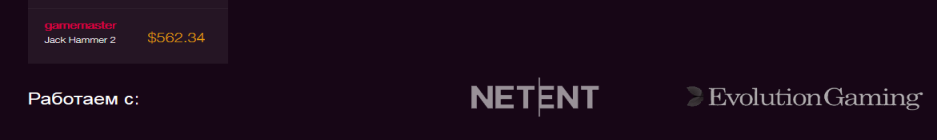 gamemaster
Jack Hammer 2
$562.34
Работаем с:
NETENT
Evolution Gaming